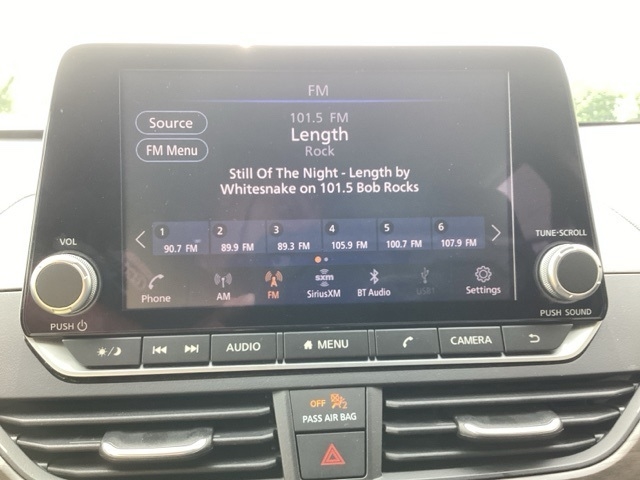 FM
101.5 FM
Source
Length
FM Menu
Rock
Still Of The Night - Length by
Whitesnake on 101.5 Bob Rocks
1 2 3 4 5 6
90.7 FM 89.9 FM 89.3 FM 105.9 FM 100.7 FM 107.9 FM
VOL
TUNE-SCROLL
Phone AM FM SXM SiriusXM BT Audio USB1 Settings
PUSH
PUSH SOUND
AUDIO MENU CAMERA
OFF 2
PASS AIR BAG